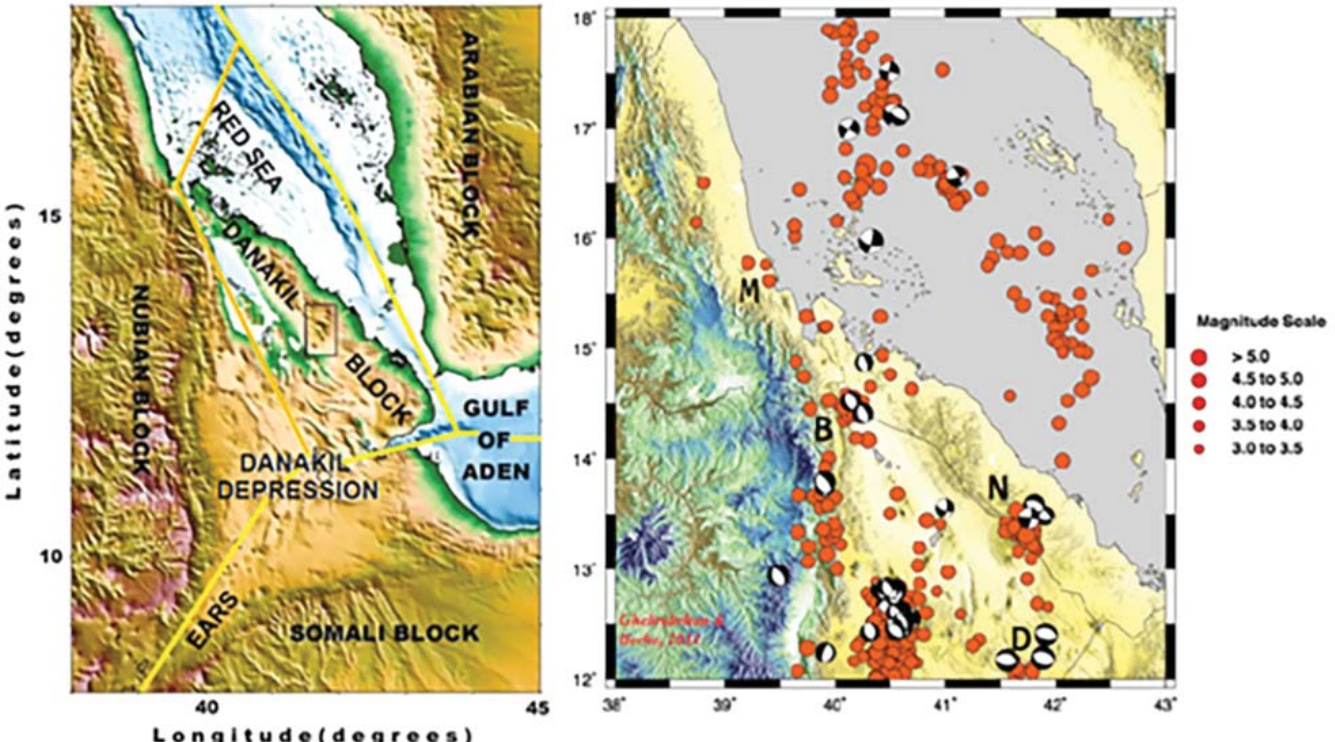 ARABIAN BLOCK
RED SEA
DANAKIL
BLOCK
NUBIAN BLOCK
GULF
OF
ADEN
DANAKIL
DEPRESSION
EARS
SOMALI BLOCK
15
10
40
45
Latitude(degrees)
Longitude(degrees)
18°
17°
16°
15°
14°
13°
12°
38°
39°
40°
41°
42°
43°
M
B
N
D
2011
Magnitude Scale
> 5.0
4.5 to 5.0
4.0 to 4.5
3.5 to 4.0
3.0 to 3.5